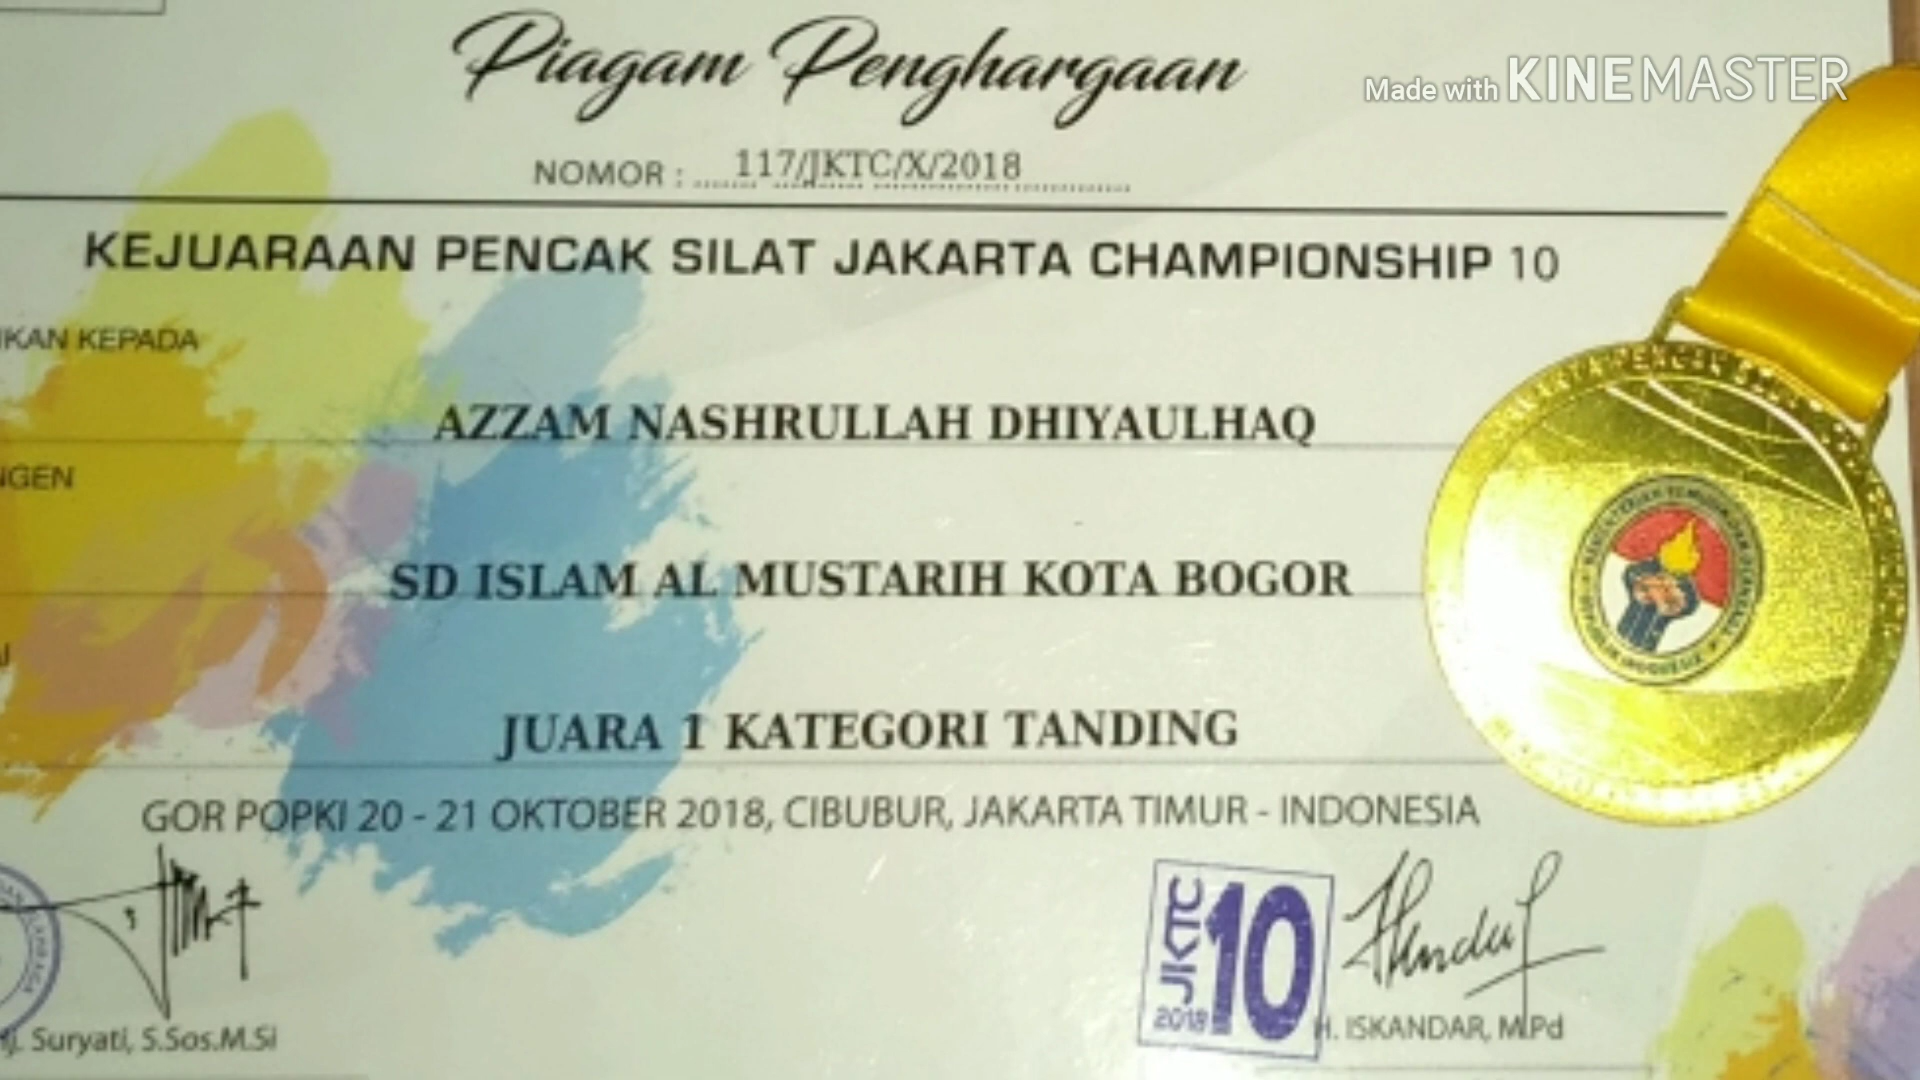 Piagam Penghargaan
Made with KINEMASTER
NOMOR : 117/JKTC/X/2018
KEJUARAAN PENCAK SILAT JAKARTA CHAMPIONSHIP 10
IKAN KEPADA
AZZAM NASHRULLAH DHIYAULHAQ
NGEN
SD ISLAM AL MUSTARIH KOTA BOGOR
JUARA 1 KATEGORI TANDING
GOR POPKI 20 - 21 OKTOBER 2018, CIBUBUR, JAKARTA TIMUR - INDONESIA
JKTC 10
2018
Hj. Suryati, S.Sos.M.Si
H. ISKANDAR, M.Pd